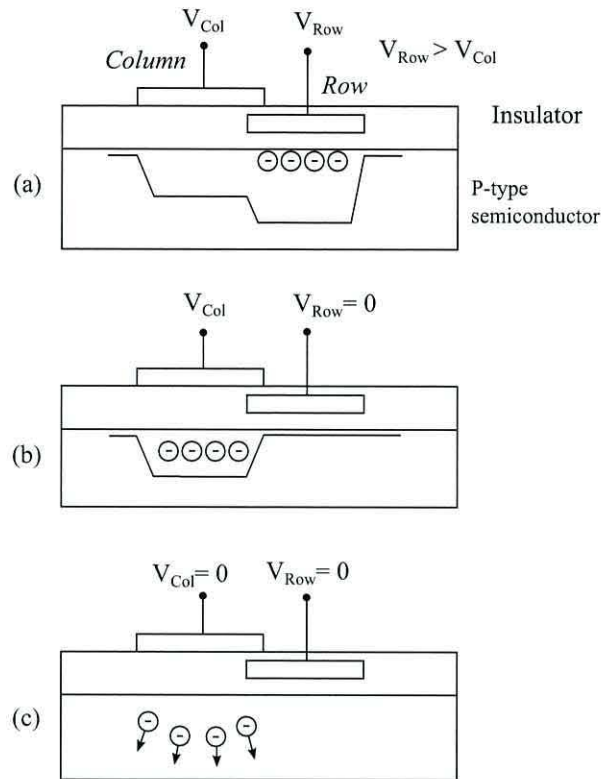 V_Col V_Row V_Row > V_Col
Column
Row
Insulator
(a)
P-type
semiconductor
V_Col V_Row = 0
(b)
V_Col = 0 V_Row = 0
(c)